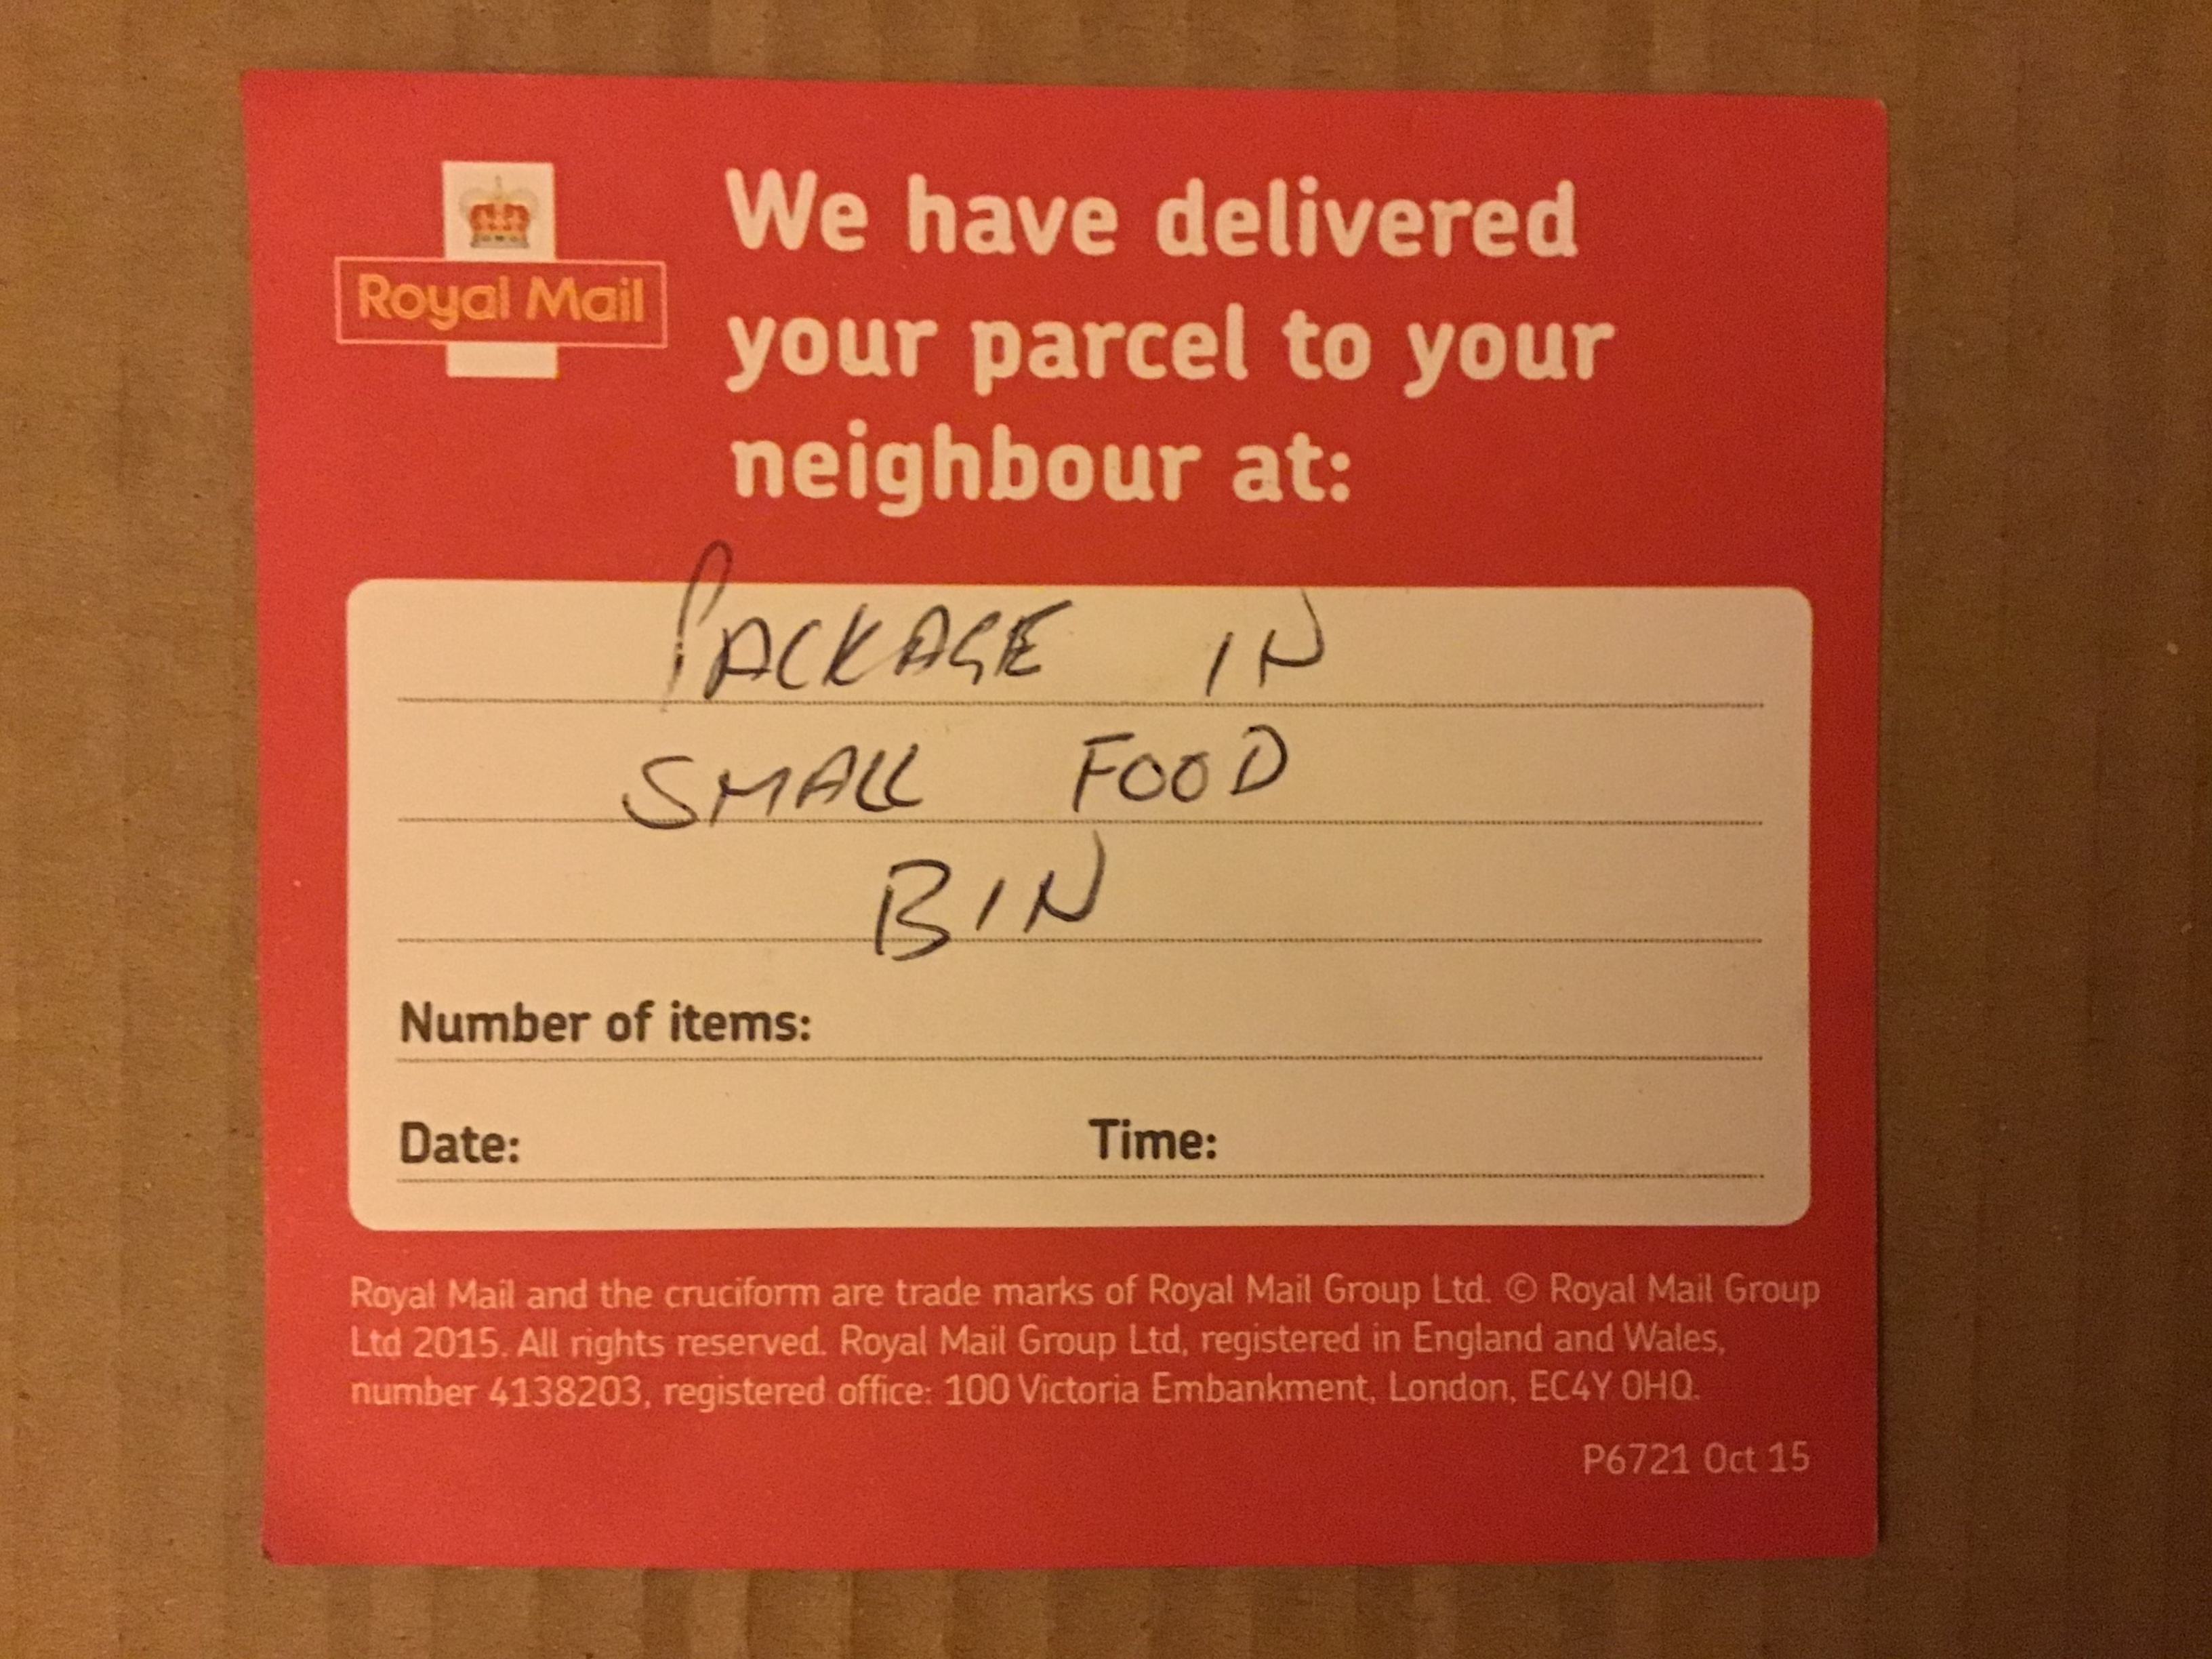 Royal Mail
We have delivered
your parcel to your
neighbour at:
PACKAGE IN
SMALL FOOD
BIN
Number of items:
Date: Time:
Royal Mail and the cruciform are trade marks of Royal Mail Group Ltd. © Royal Mail Group
Ltd 2015. All rights reserved. Royal Mail Group Ltd, registered in England and Wales,
number 4138203, registered office: 100 Victoria Embankment, London, EC4Y 0HQ.
P6721 Oct 15